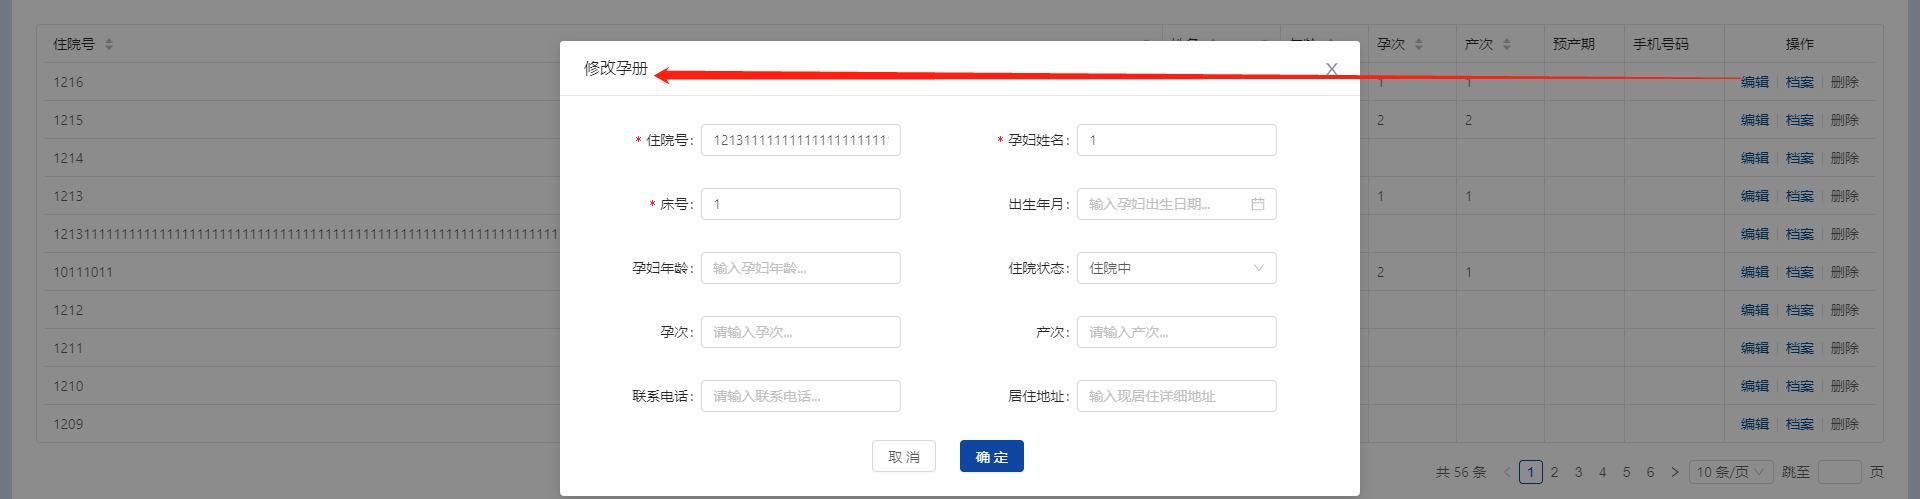 住院号 孕次 产次 预产期 手机号码 操作
修改孕册
1216 1 1 编辑 档案 删除
1215 2 2 编辑 档案 删除
* 住院号: 121311111111111111111111 * 孕妇姓名: 1
1214 编辑 档案 删除
1213 1 1 编辑 档案 删除
* 床号: 1 出生年月: 输入孕妇出生日期...
编辑 档案 删除
孕妇年龄: 输入孕妇年龄... 住院状态: 住院中
10111011 2 1 编辑 档案 删除
1212 编辑 档案 删除
孕次: 请输入孕次... 产次: 请输入产次...
1211 编辑 档案 删除
1210 编辑 档案 删除
联系电话: 请输入联系电话... 居住地址: 输入现居住详细地址
1209 编辑 档案 删除
取消 确定
共 56 条 < 1 2 3 4 5 6 > 10 条/页 跳至 页